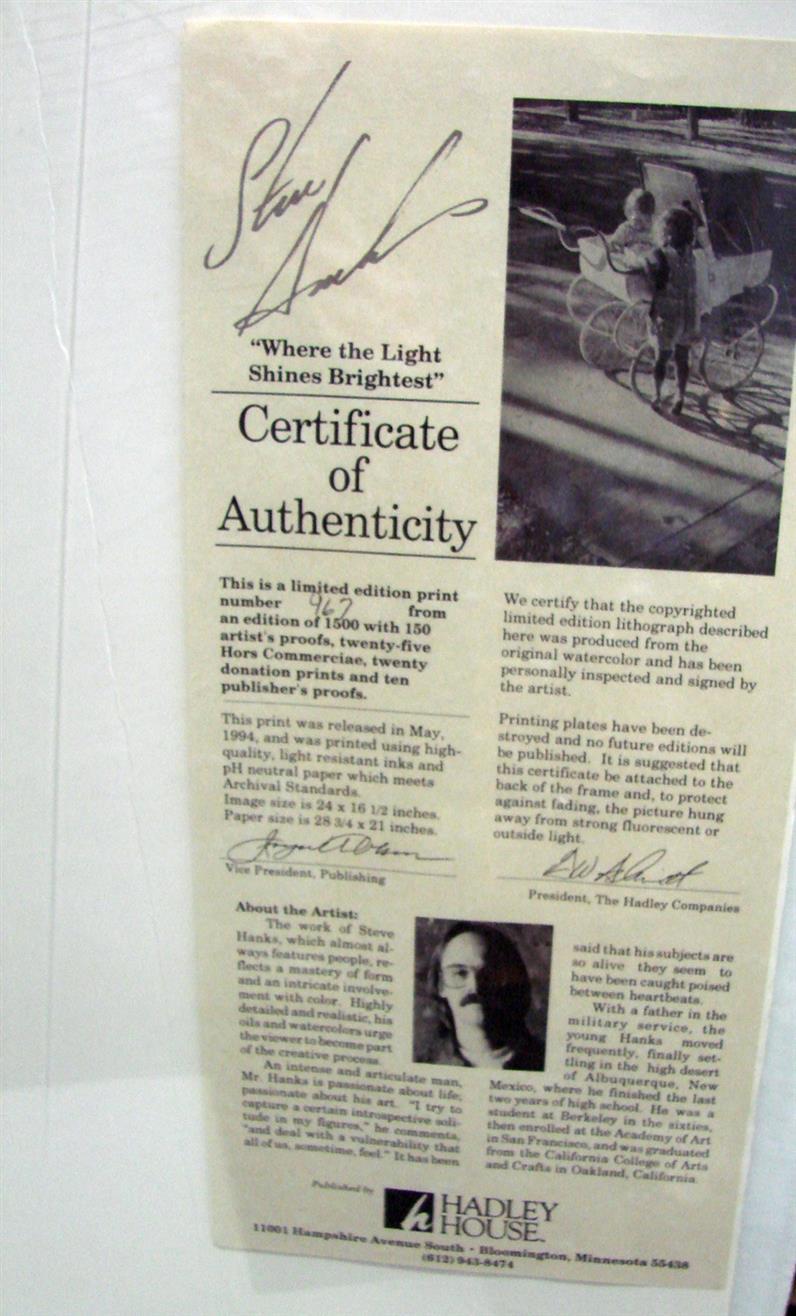 Steve
Hanks
“Where the Light
Shines Brightest”
Certificate
of
Authenticity
This is a limited edition print
number 967 from
an edition of 1500 with 150
artist's proofs, twenty-five
Hors Commerciae, twenty
donation prints and ten
publisher's proofs.
This print was released in May,
1994, and was printed using high-
quality, light resistant inks and
pH neutral paper which meets
Archival Standards.
Image size is 24 x 16 1/2 inches.
Paper size is 28 3/4 x 21 inches.
Vice President, Publishing
We certify that the copyrighted
limited edition lithograph described
here was produced from the
original watercolor and has been
personally inspected and signed by
the artist.
Printing plates have been de-
stroyed and no future editions will
be published. It is suggested that
this certificate be attached to the
back of the frame and, to protect
against fading, the picture hung
away from strong fluorescent or
outside light.
President, The Hadley Companies
About the Artist:
The work of Steve
Hanks, which almost al-
ways features people, re-
flects a mastery of form
and an intricate involve-
ment with color. Highly
detailed and realistic, his
oils and watercolors urge
the viewer to become part
of the creative process.
An intense and articulate man,
Mr. Hanks is passionate about life;
passionate about his art. "I try to
capture a certain introspective soli-
tude in my figures," he comments,
"and deal with a vulnerability that
all of us, sometime, feel." It has been
said that his subjects are
so alive they seem to
have been caught poised
between heartbeats.
With a father in the
military service, the
young Hanks moved
frequently, finally set-
tling in the high desert
of Albuquerque, New
Mexico, where he finished the last
two years of high school. He was a
student at Berkeley in the sixties,
then enrolled at the Academy of Art
in San Francisco, and was graduated
from the California College of Arts
and Crafts in Oakland, California.
Published by
h HADLEY
HOUSE
11001 Hampshire Avenue South • Bloomington, Minnesota 55438
(612) 943-8474